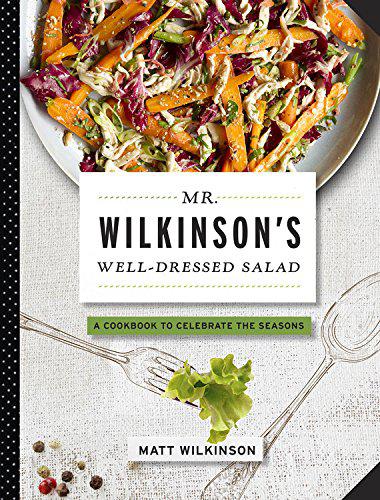 MR.
WILKINSON'S
WELL-DRESSED SALAD
A COOKBOOK TO CELEBRATE THE SEASONS
MATT WILKINSON